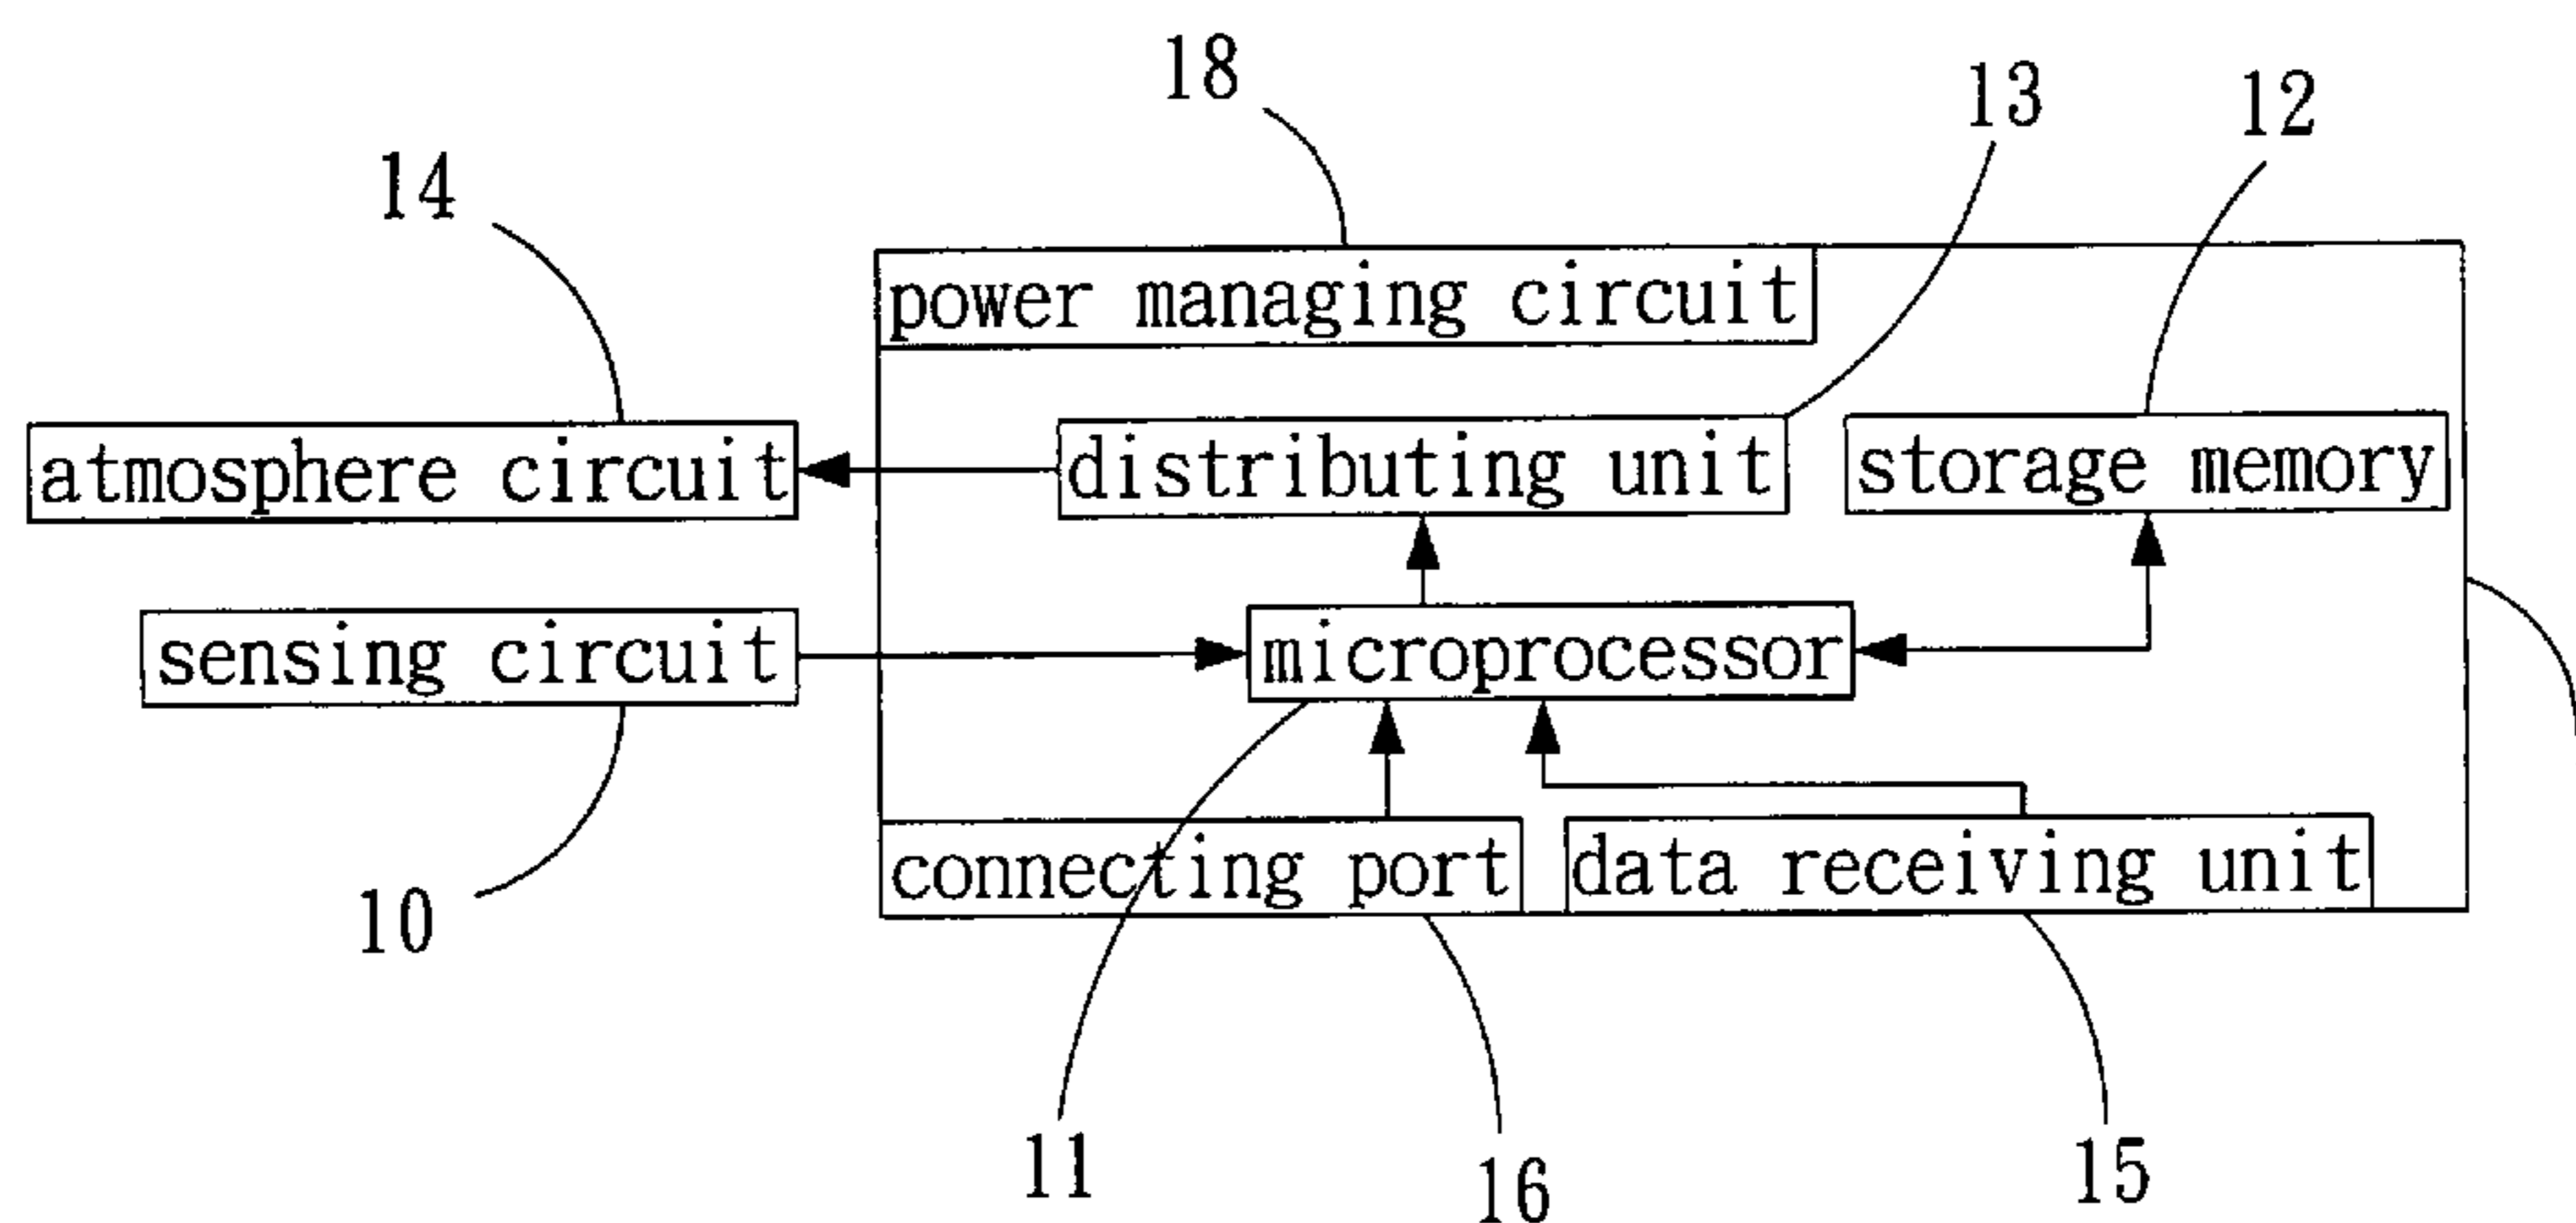 18
13
12
14
power managing circuit
atmosphere circuit
distributing unit
storage memory
sensing circuit
microprocessor
connecting port
data receiving unit
10
11
16
15